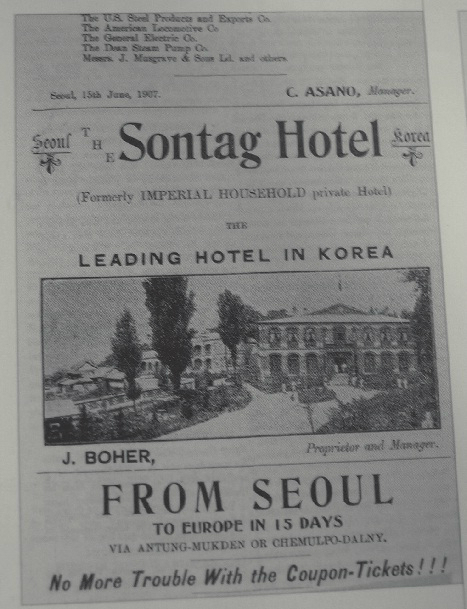 The U.S. Steel Products and Exports Co.
The American Locomotive Co
The General Electric Co.
The Dean Steam Pump Co.
Messrs. J. Musgrave & Sons Ld. and others.
Seoul, 15th June, 1907. C. ASANO, Manager.
Seoul THE Sontag Hotel Korea
(Formerly IMPERIAL HOUSEHOLD private Hotel)
THE
LEADING HOTEL IN KOREA
J. BOHER, Proprietor and Manager.
FROM SEOUL
TO EUROPE IN 15 DAYS
VIA ANTUNG-MUKDEN OR CHEMULPO-DALNY.
No More Trouble With the Coupon-Tickets!!!